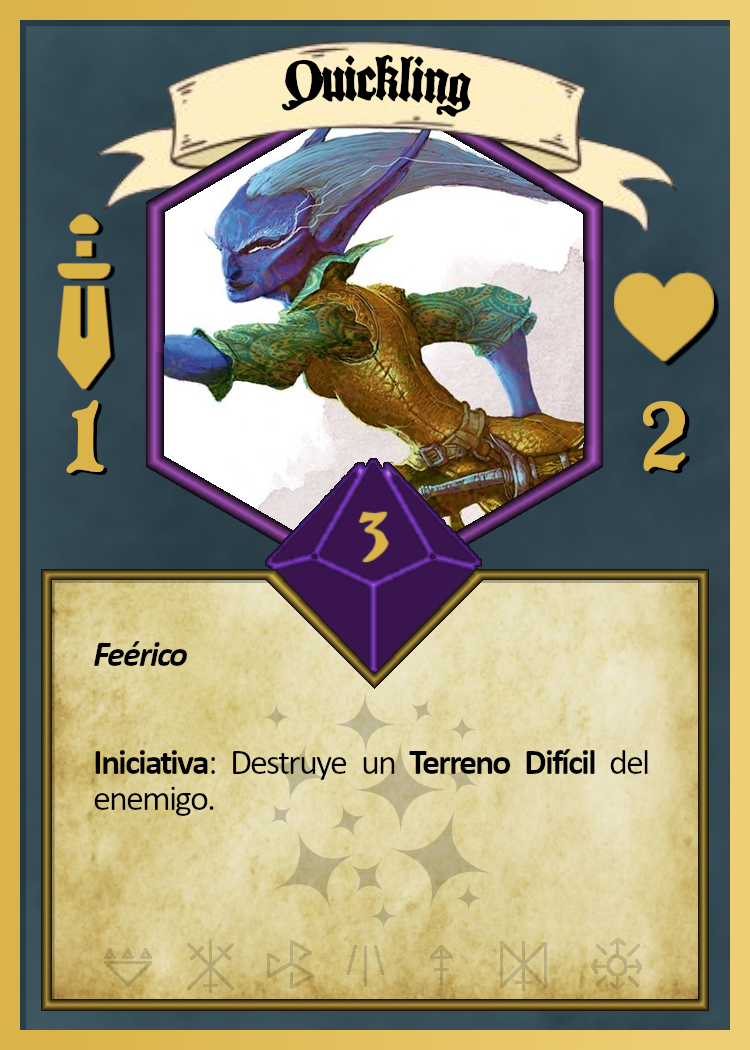 Quickling
1
2
3
Feérico
Iniciativa: Destruye un Terreno Difícil del
enemigo.